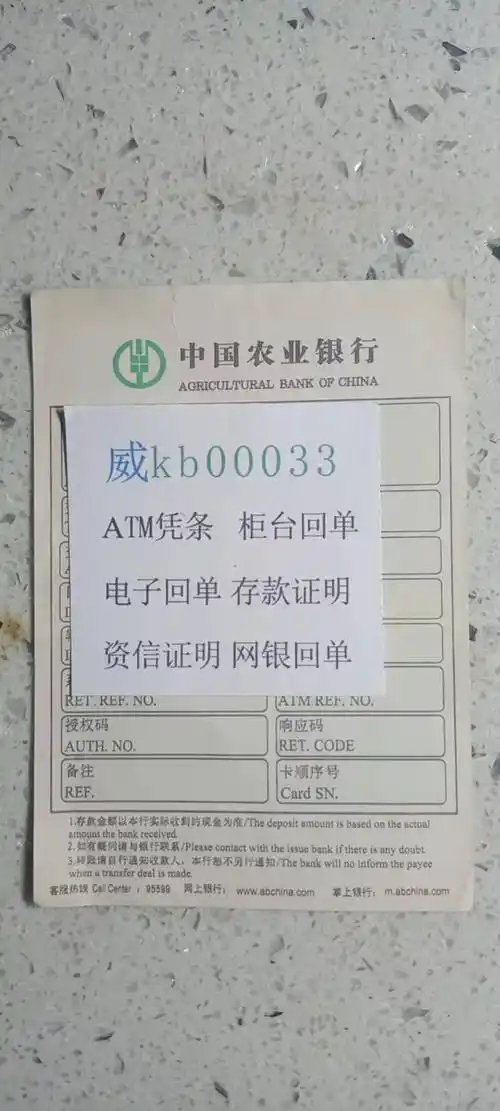 中国农业银行
AGRICULTURAL BANK OF CHINA
威kb00033
ATM凭条 柜台回单
电子回单 存款证明
资信证明 网银回单
RET. REF. NO.
ATM REF. NO.
授权码
AUTH. NO.
响应码
RET. CODE
备注
REF.
卡顺序号
Card SN.
1.存款金额以本行实际收到的现金为准/The deposit amount is based on the actual
amount the bank received.
2.如有疑问请与银行联系/Please contact with the issue bank if there is any doubt.
3.转账请自行通知收款人，本行恕不另行通知/The bank will no inform the payee
when a transfer deal is made.
客服热线 Call Center：95599 网上银行：www.abchina.com 掌上银行：m.abchina.com